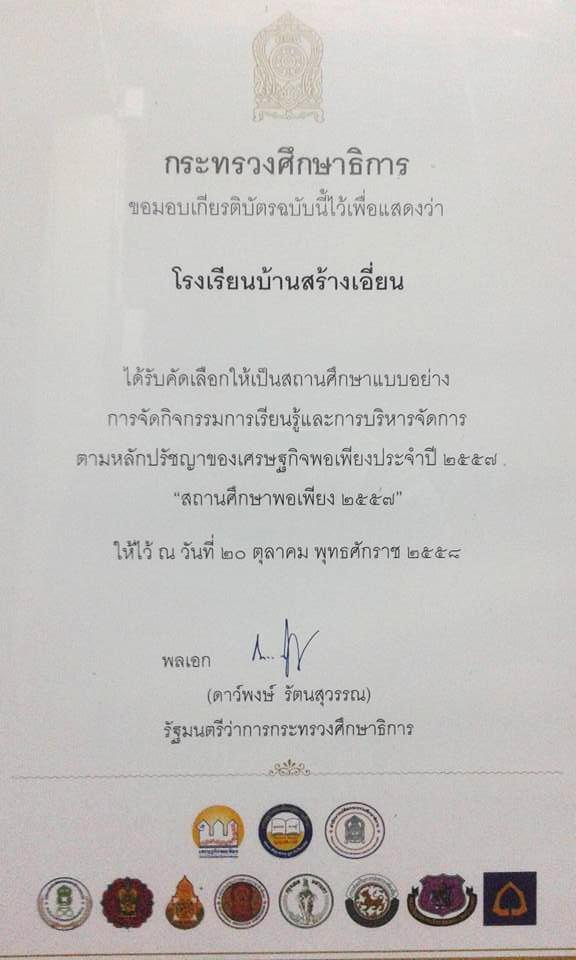 กระทรวงศึกษาธิการ
ขอมอบเกียรติบัตรฉบับนี้ไว้เพื่อแสดงว่า
โรงเรียนบ้านสร้างเอี่ยน
ได้รับคัดเลือกให้เป็นสถานศึกษาแบบอย่าง
การจัดกิจกรรมการเรียนรู้และการบริหารจัดการ
ตามหลักปรัชญาของเศรษฐกิจพอเพียงประจำปี ๒๕๕๗
“สถานศึกษาพอเพียง ๒๕๕๗”
ให้ไว้ ณ วันที่ ๒๐ ตุลาคม พุทธศักราช ๒๕๕๘
พลเอก
(ดาว์พงษ์ รัตนสุวรรณ)
รัฐมนตรีว่าการกระทรวงศึกษาธิการ